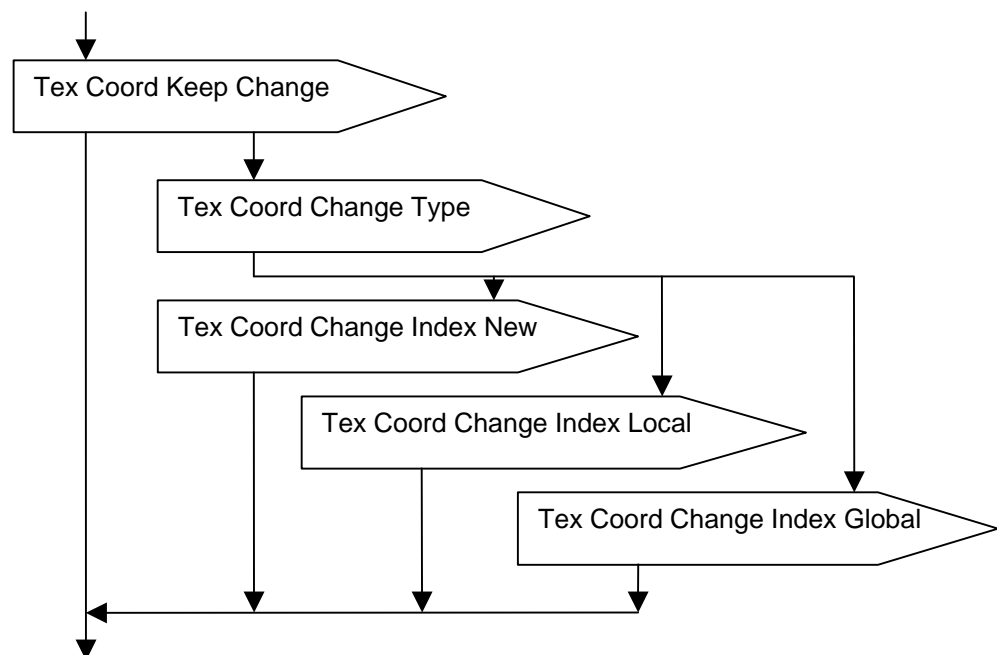 Tex Coord Keep Change
Tex Coord Change Type
Tex Coord Change Index New
Tex Coord Change Index Local
Tex Coord Change Index Global